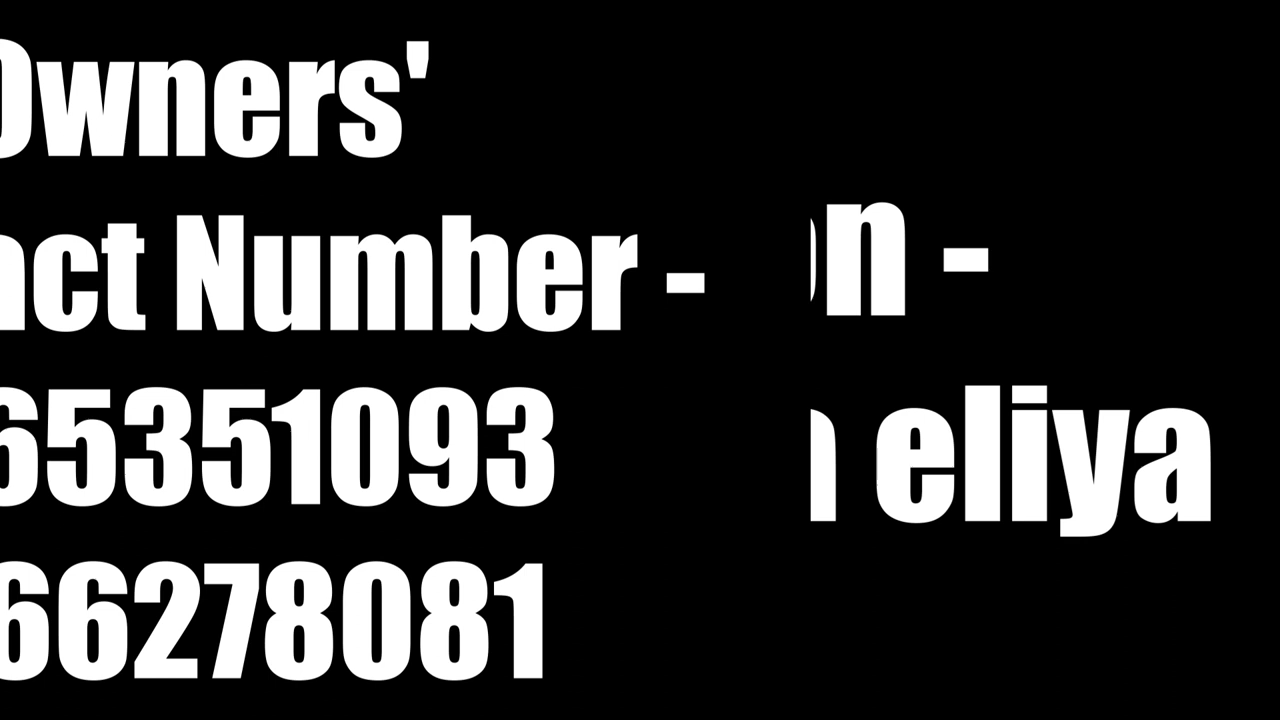 Owners'
act Number -
65351093
66278081
n -
eliya